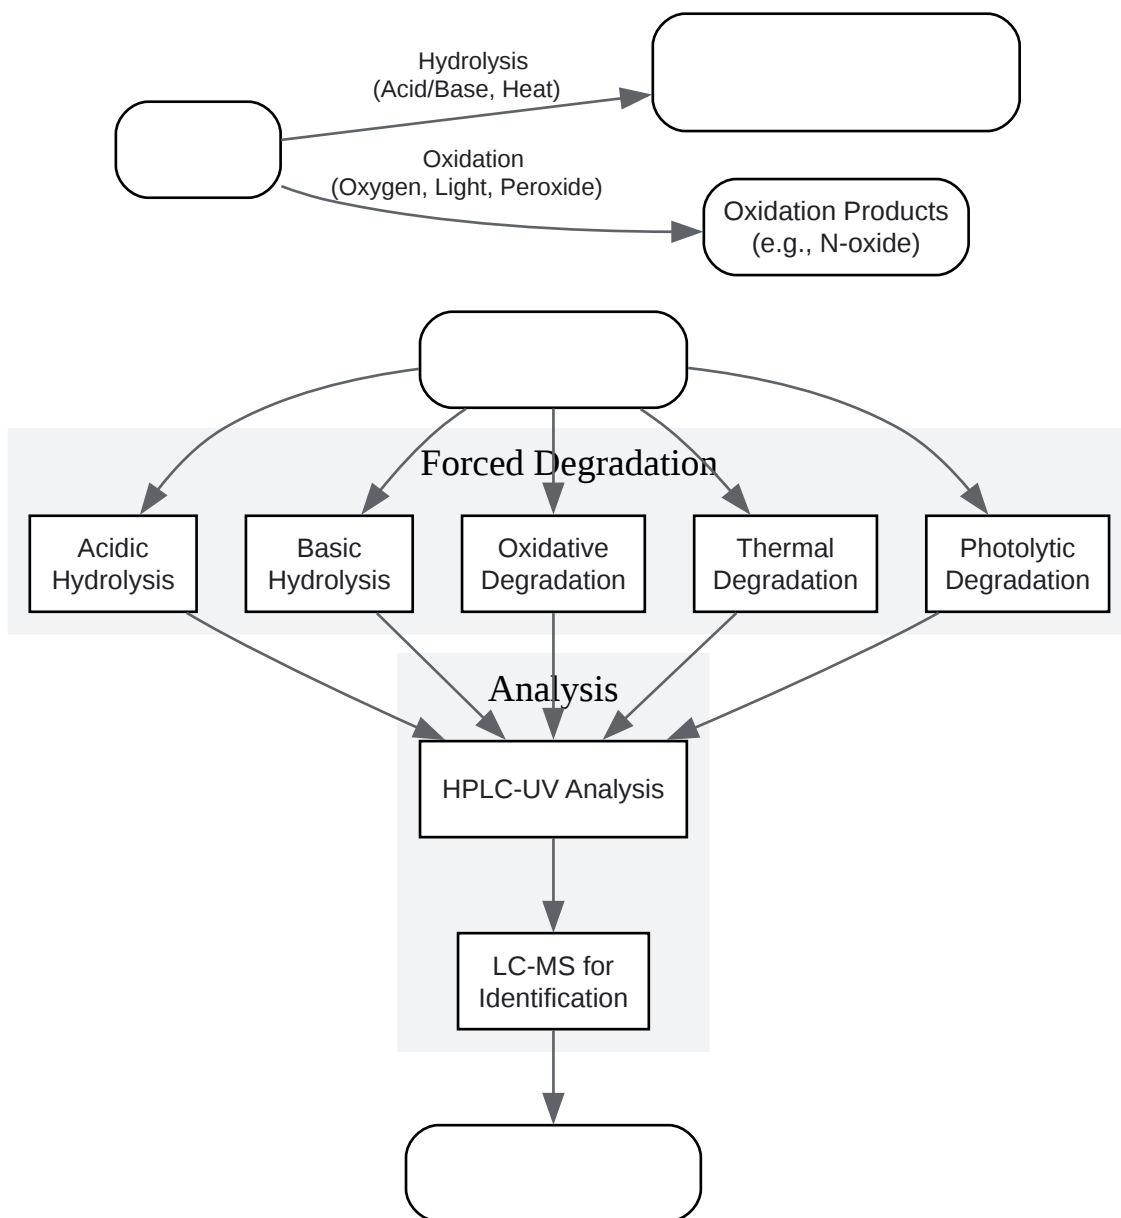 Hydrolysis
(Acid/Base, Heat)
Oxidation
(Oxygen, Light, Peroxide)
Oxidation Products
(e.g., N-oxide)
Forced Degradation
Acidic
Hydrolysis
Basic
Hydrolysis
Oxidative
Degradation
Thermal
Degradation
Photolytic
Degradation
Analysis
HPLC-UV Analysis
LC-MS for
Identification